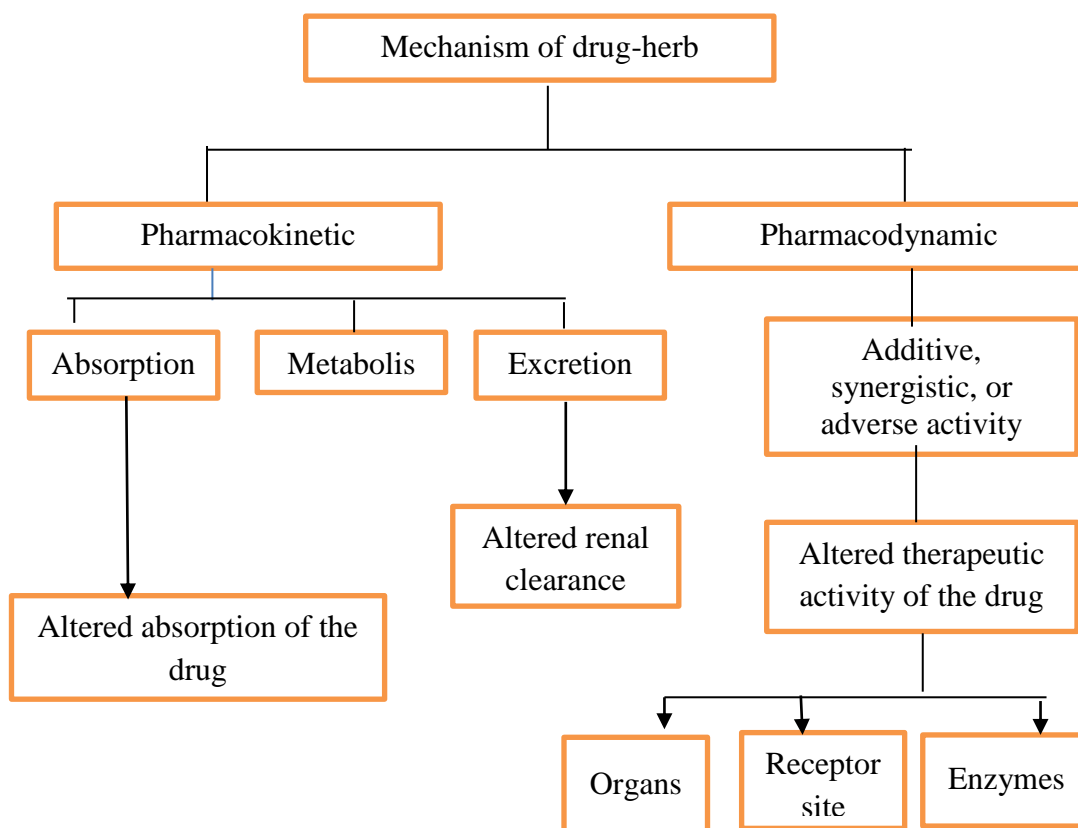 Mechanism of drug-herb
Pharmacokinetic
Pharmacodynamic
Absorption
Metabolis
Excretion
Additive,
synergistic, or
adverse activity
Altered renal
clearance
Altered therapeutic
activity of the drug
Altered absorption of the
drug
Organs
Receptor
site
Enzymes